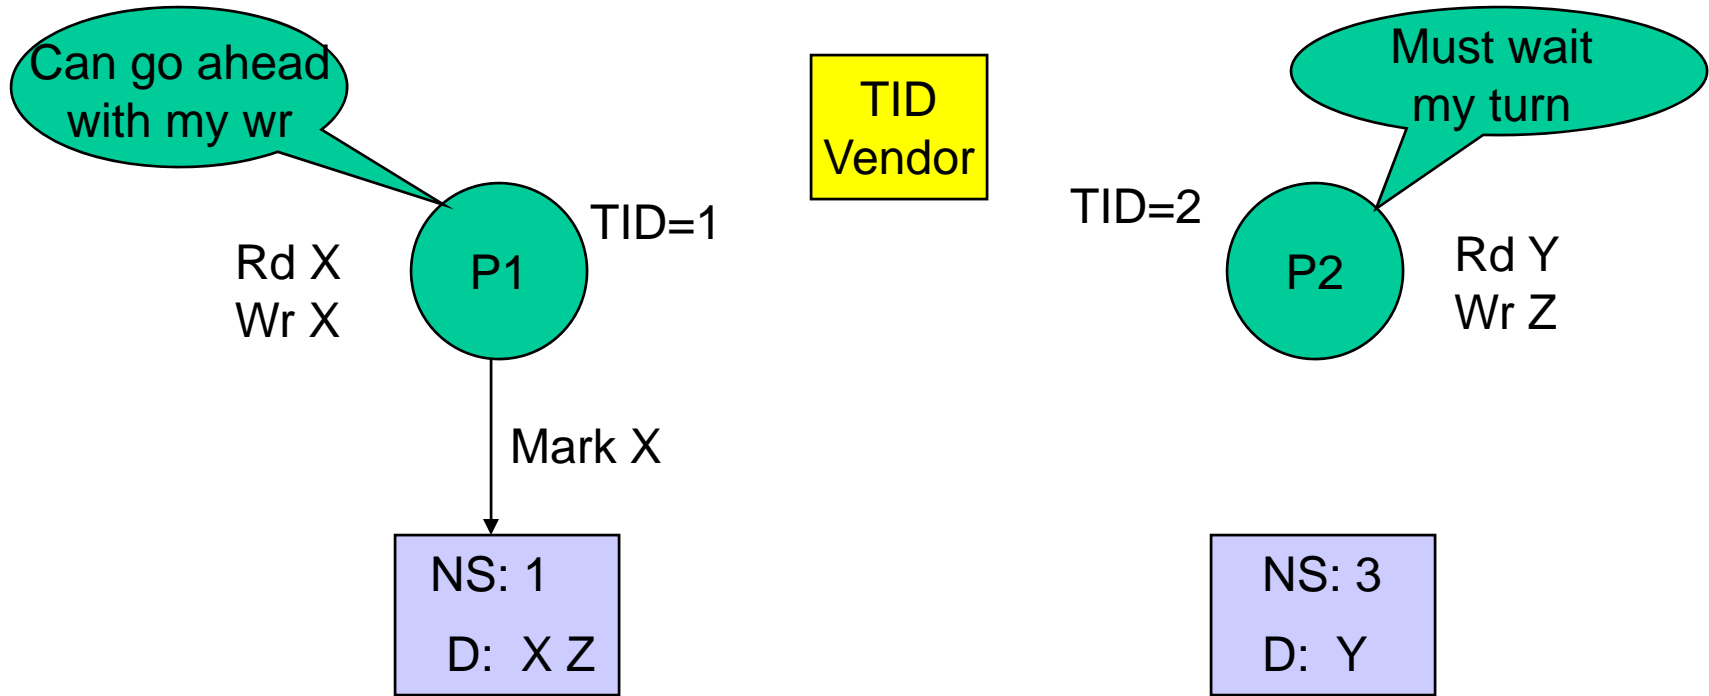 Can go ahead
with my wr
TID
Vendor
Must wait
my turn
TID=1
TID=2
Rd X
Wr X
P1
P2
Rd Y
Wr Z
Mark X
NS: 1
D: X Z
NS: 3
D: Y